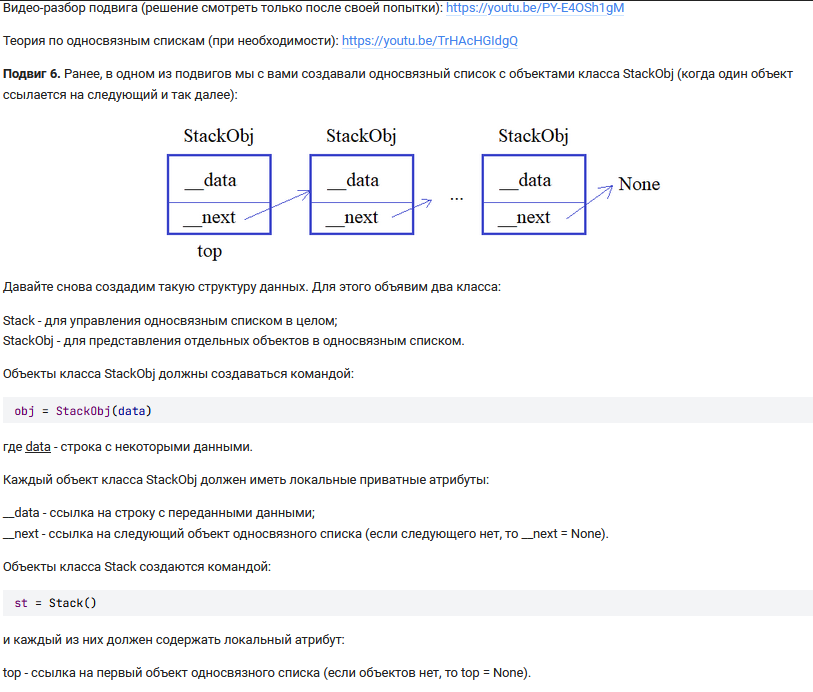 Видео-разбор подвига (решение смотреть только после своей попытки): https://youtu.be/PY-E4OSh1gM
Теория по односвязным спискам (при необходимости): https://youtu.be/TrHAcHGIdgQ
Подвиг 6. Ранее, в одном из подвигов мы с вами создавали односвязный список с объектами класса StackObj (когда один объект
ссылается на следующий и так далее):
StackObj StackObj StackObj
__data __data __data
__next __next ... __next None
top
Давайте снова создадим такую структуру данных. Для этого объявим два класса:
Stack - для управления односвязным списком в целом;
StackObj - для представления отдельных объектов в односвязным списком.
Объекты класса StackObj должны создаваться командой:
obj = StackObj(data)
где data - строка с некоторыми данными.
Каждый объект класса StackObj должен иметь локальные приватные атрибуты:
__data - ссылка на строку с переданными данными;
__next - ссылка на следующий объект односвязного списка (если следующего нет, то __next = None).
Объекты класса Stack создаются командой:
st = Stack()
и каждый из них должен содержать локальный атрибут:
top - ссылка на первый объект односвязного списка (если объектов нет, то top = None).